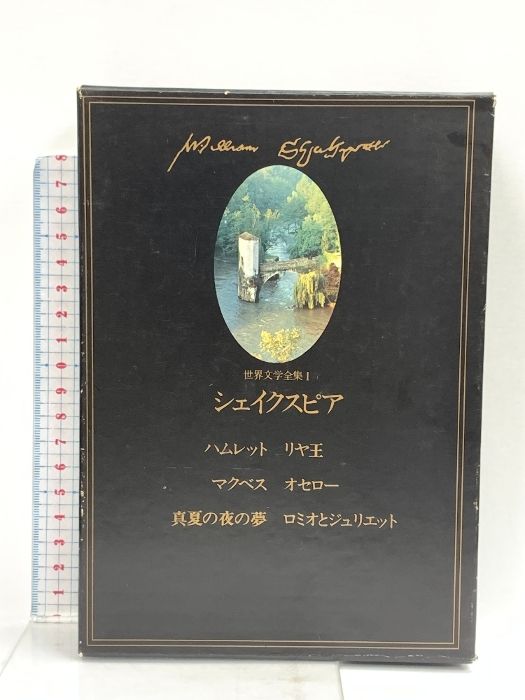 William Shakspeare
世界文学全集 1
シェイクスピア
ハムレット リヤ王
マクベス オセロー
真夏の夜の夢 ロミオとジュリエット